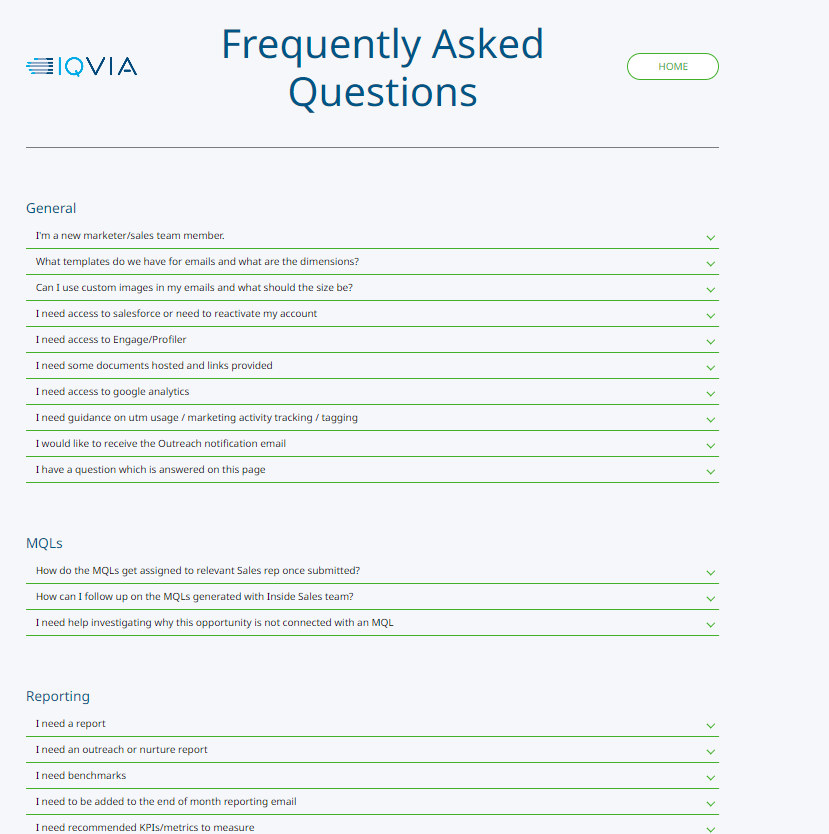 IQVIA
Frequently Asked
Questions
HOME
General
I'm a new marketer/sales team member.
What templates do we have for emails and what are the dimensions?
Can I use custom images in my emails and what should the size be?
I need access to salesforce or need to reactivate my account
I need access to Engage/Profiler
I need some documents hosted and links provided
I need access to google analytics
I need guidance on utm usage / marketing activity tracking / tagging
I would like to receive the Outreach notification email
I have a question which is answered on this page
MQLs
How do the MQLs get assigned to relevant Sales rep once submitted?
How can I follow up on the MQLs generated with Inside Sales team?
I need help investigating why this opportunity is not connected with an MQL
Reporting
I need a report
I need an outreach or nurture report
I need benchmarks
I need to be added to the end of month reporting email
I need recommended KPIs/metrics to measure